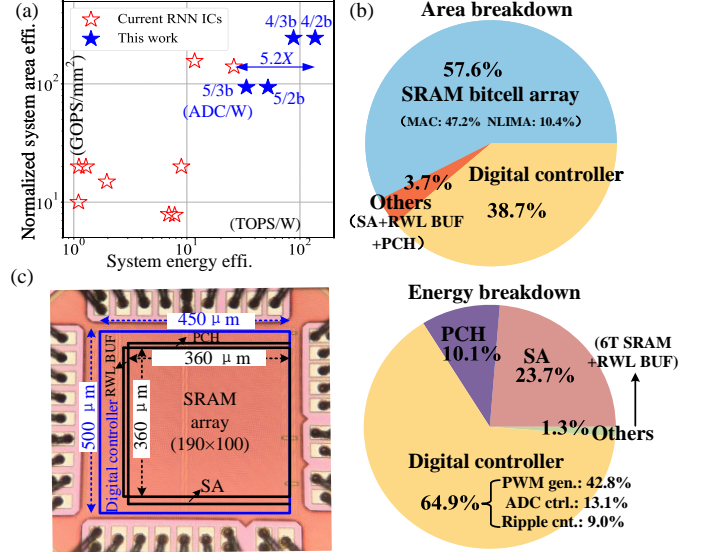 (a)
Current RNN ICs
This work
4/3b 4/2b
5.2X
5/3b
5/2b
(ADC/W)
Normalized system area effi.
(GOPS/mm²)
10²
10¹
(TOPS/W)
10⁰
10¹
10²
System energy effi.
(b)
Area breakdown
57.6%
SRAM bitcell array
(MAC: 47.2% NLIMA: 10.4%)
3.7%
Others
(SA+RWL BUF
+PCH)
Digital controller
38.7%
(c)
450 μm
PCH
360 μm
RWL BUF
500 μm
Digital controller
360 μm
SRAM
array
(190×100)
SA
Energy breakdown
PCH
10.1%
SA
23.7%
(6T SRAM
+RWL BUF)
1.3% Others
Digital controller
64.9%
PWM gen.: 42.8%
ADC ctrl.: 13.1%
Ripple cnt.: 9.0%